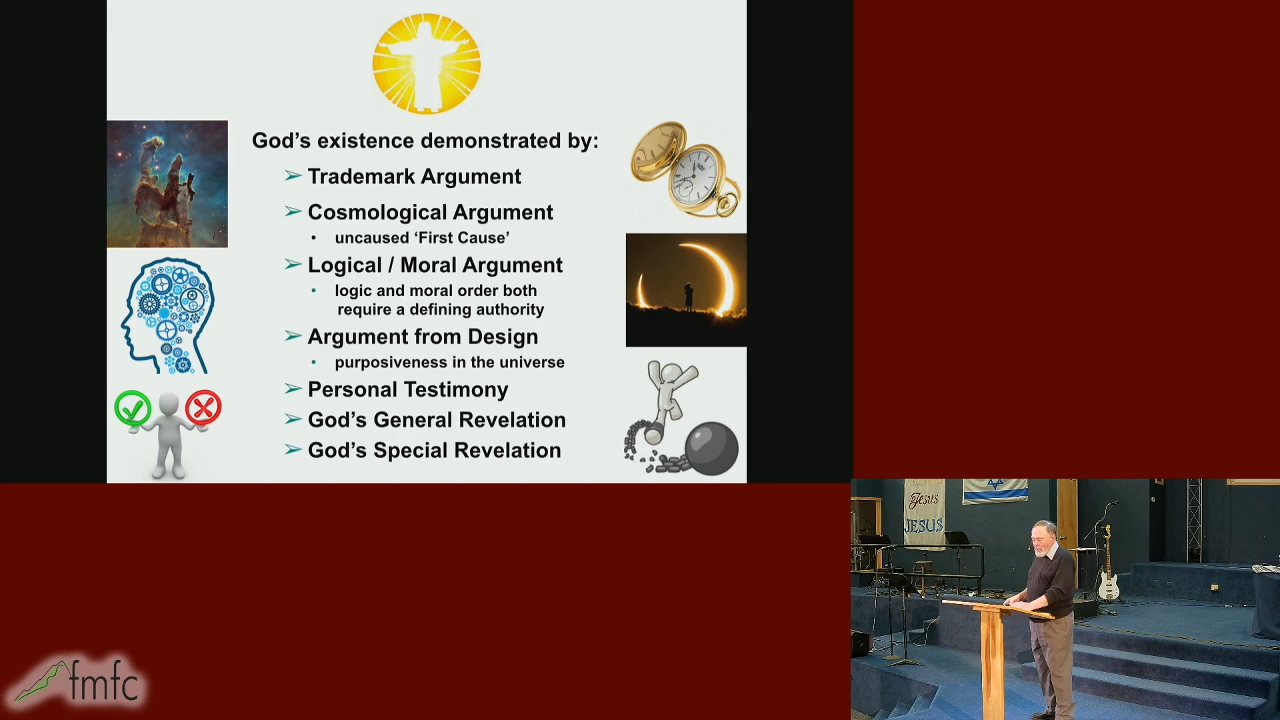 God’s existence demonstrated by:
➢ Trademark Argument
➢ Cosmological Argument
• uncaused ‘First Cause’
➢ Logical / Moral Argument
• logic and moral order both
require a defining authority
➢ Argument from Design
• purposiveness in the universe
➢ Personal Testimony
➢ God’s General Revelation
➢ God’s Special Revelation
Jesus
JESUS
fmfc